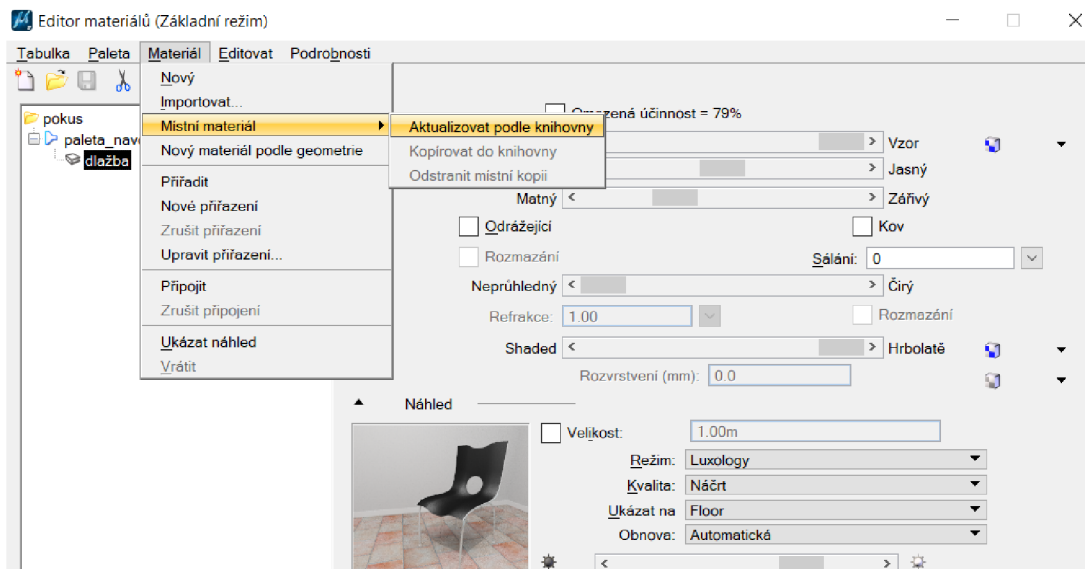 Editor materiálů (Základní režim)
Tabulka Paleta Materiál Editovat Podrobnosti
Nový
Importovat...
Místní materiál
Nový materiál podle geometrie
Přiřadit
Nové přiřazení
Zrušit přiřazení
Upravit přiřazení...
Připojit
Zrušit připojení
Ukázat náhled
Vrátit
Aktualizovat podle knihovny
Kopírovat do knihovny
Odstranit místní kopii
pokus
dlažba
účinnost = 79%
Vzor
Jasný
Matný Zářivý
Odrážející Kov
Rozmazání Sálání: 0
Neprůhledný Čirý
Refrakce: 1.00 Rozmazání
Shaded Hrbolatě
Rozvrstvení (mm): 0.0
Náhled
Velikost: 1.00m
Režim: Luxology
Kvalita: Náčrt
Ukázat na Floor
Obnova: Automatická